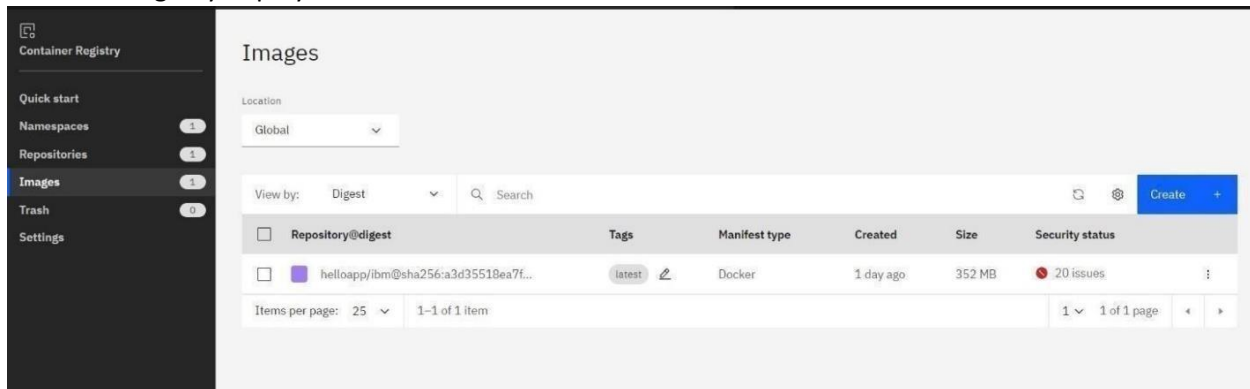 Container Registry
Quick start
Namespaces 1
Repositories 1
Images 1
Trash 0
Settings
Images
Location
Global
View by: Digest Search Create +
Repository@digest Tags Manifest type Created Size Security status
helloapp/ibm@sha256:a3d35518ea7f... latest Docker 1 day ago 352 MB 20 issues
Items per page: 25 1–1 of 1 item 1 1 of 1 page